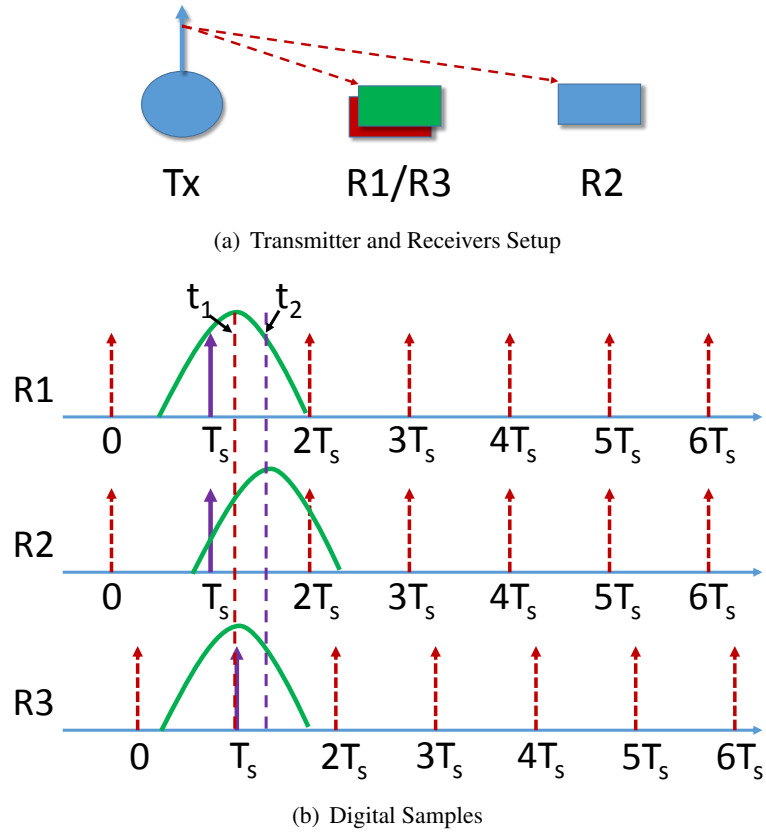 Tx R1/R3 R2
(a) Transmitter and Receivers Setup
t₁ t₂
R1
0 Tₛ 2Tₛ 3Tₛ 4Tₛ 5Tₛ 6Tₛ
R2
0 Tₛ 2Tₛ 3Tₛ 4Tₛ 5Tₛ 6Tₛ
R3
0 Tₛ 2Tₛ 3Tₛ 4Tₛ 5Tₛ 6Tₛ
(b) Digital Samples